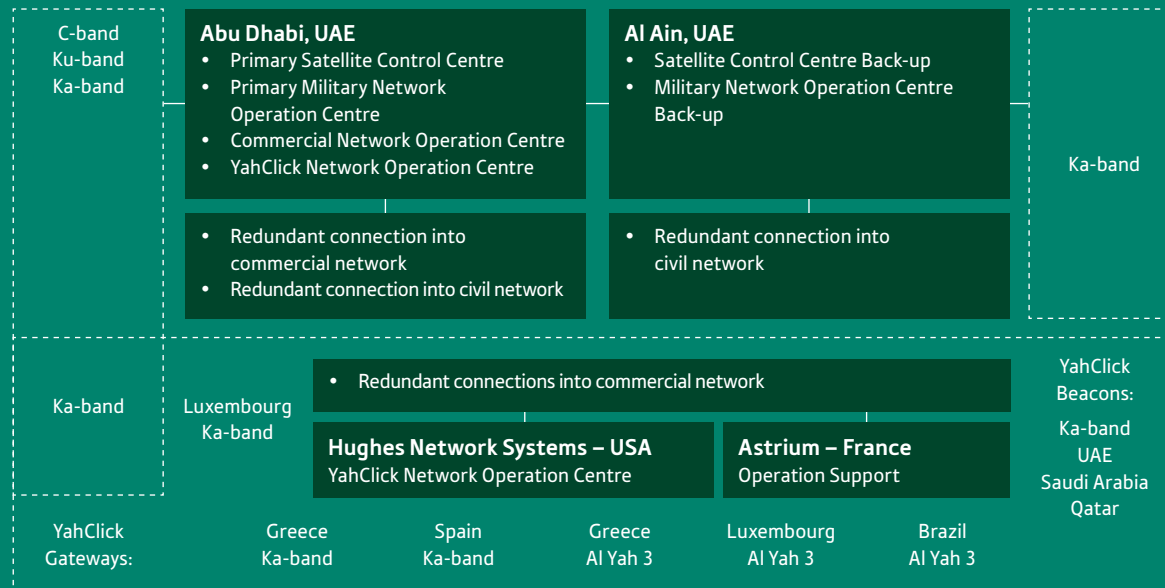 C-band
Ku-band
Ka-band
Abu Dhabi, UAE
• Primary Satellite Control Centre
• Primary Military Network
Operation Centre
• Commercial Network Operation Centre
• YahClick Network Operation Centre
Al Ain, UAE
• Satellite Control Centre Back-up
• Military Network Operation Centre
Back-up
Ka-band
• Redundant connection into
commercial network
• Redundant connection into civil network
• Redundant connection into
civil network
Ka-band
Luxembourg
Ka-band
• Redundant connections into commercial network
Hughes Network Systems – USA
YahClick Network Operation Centre
Astrium – France
Operation Support
YahClick
Beacons:
Ka-band
UAE
Saudi Arabia
Qatar
YahClick
Gateways:
Greece
Ka-band
Spain
Ka-band
Greece
Al Yah 3
Luxembourg
Al Yah 3
Brazil
Al Yah 3